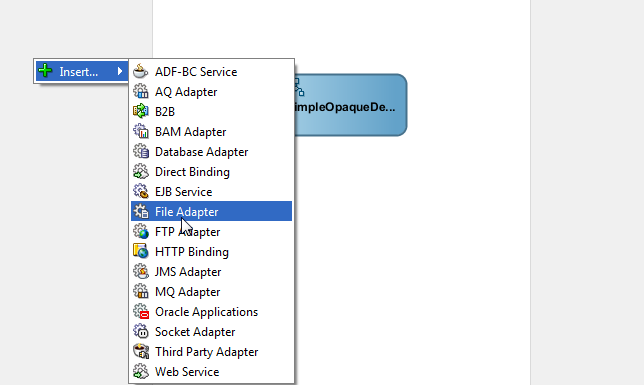 Insert...
ADF-BC Service
AQ Adapter
B2B
BAM Adapter
Database Adapter
Direct Binding
EJB Service
File Adapter
FTP Adapter
HTTP Binding
JMS Adapter
MQ Adapter
Oracle Applications
Socket Adapter
Third Party Adapter
Web Service
impleOpaqueDe...